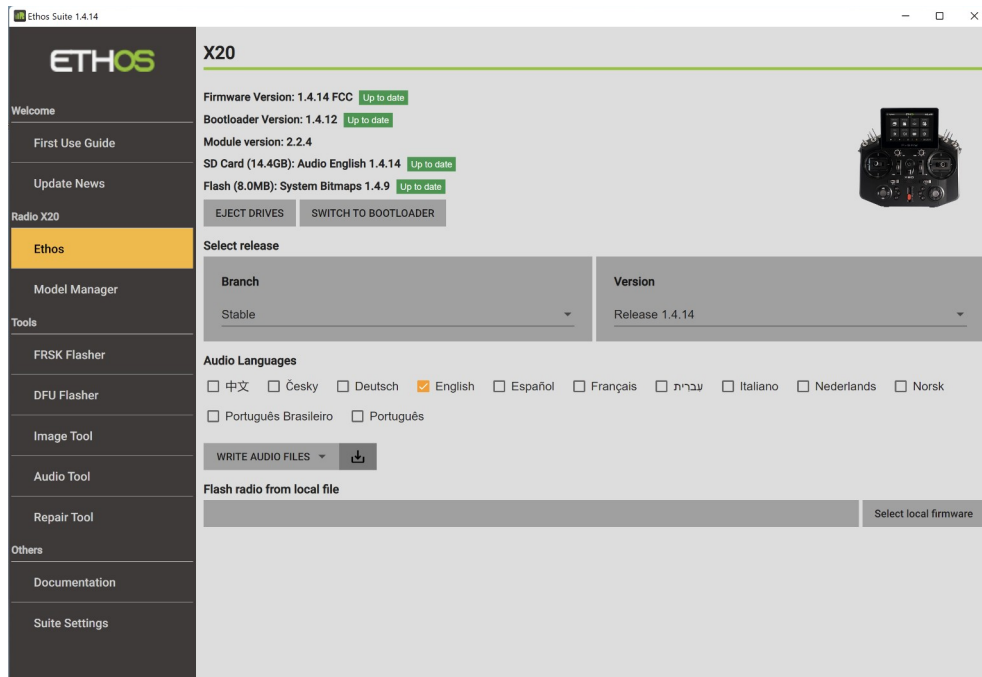 Ethos Suite 1.4.14
ETHOS
Welcome
First Use Guide
Update News
Radio X20
Ethos
Model Manager
Tools
FRSK Flasher
DFU Flasher
Image Tool
Audio Tool
Repair Tool
Others
Documentation
Suite Settings
X20
Firmware Version: 1.4.14 FCC Up to date
Bootloader Version: 1.4.12 Up to date
Module version: 2.2.4
SD Card (14.4GB): Audio English 1.4.14 Up to date
Flash (8.0MB): System Bitmaps 1.4.9 Up to date
EJECT DRIVES SWITCH TO BOOTLOADER
Select release
Branch Version
Stable Release 1.4.14
Audio Languages
中文 Česky Deutsch English Español Français עברית Italiano Nederlands Norsk
Português Brasileiro Português
WRITE AUDIO FILES
Flash radio from local file
Select local firmware